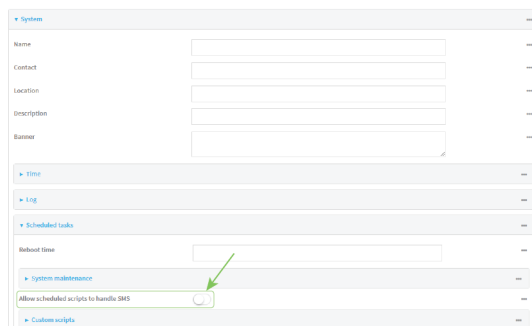 System
Name
Contact
Location
Description
Banner
Time
Log
Scheduled tasks
Reboot time
System maintenance
Allow scheduled scripts to handle SMS
Custom scripts